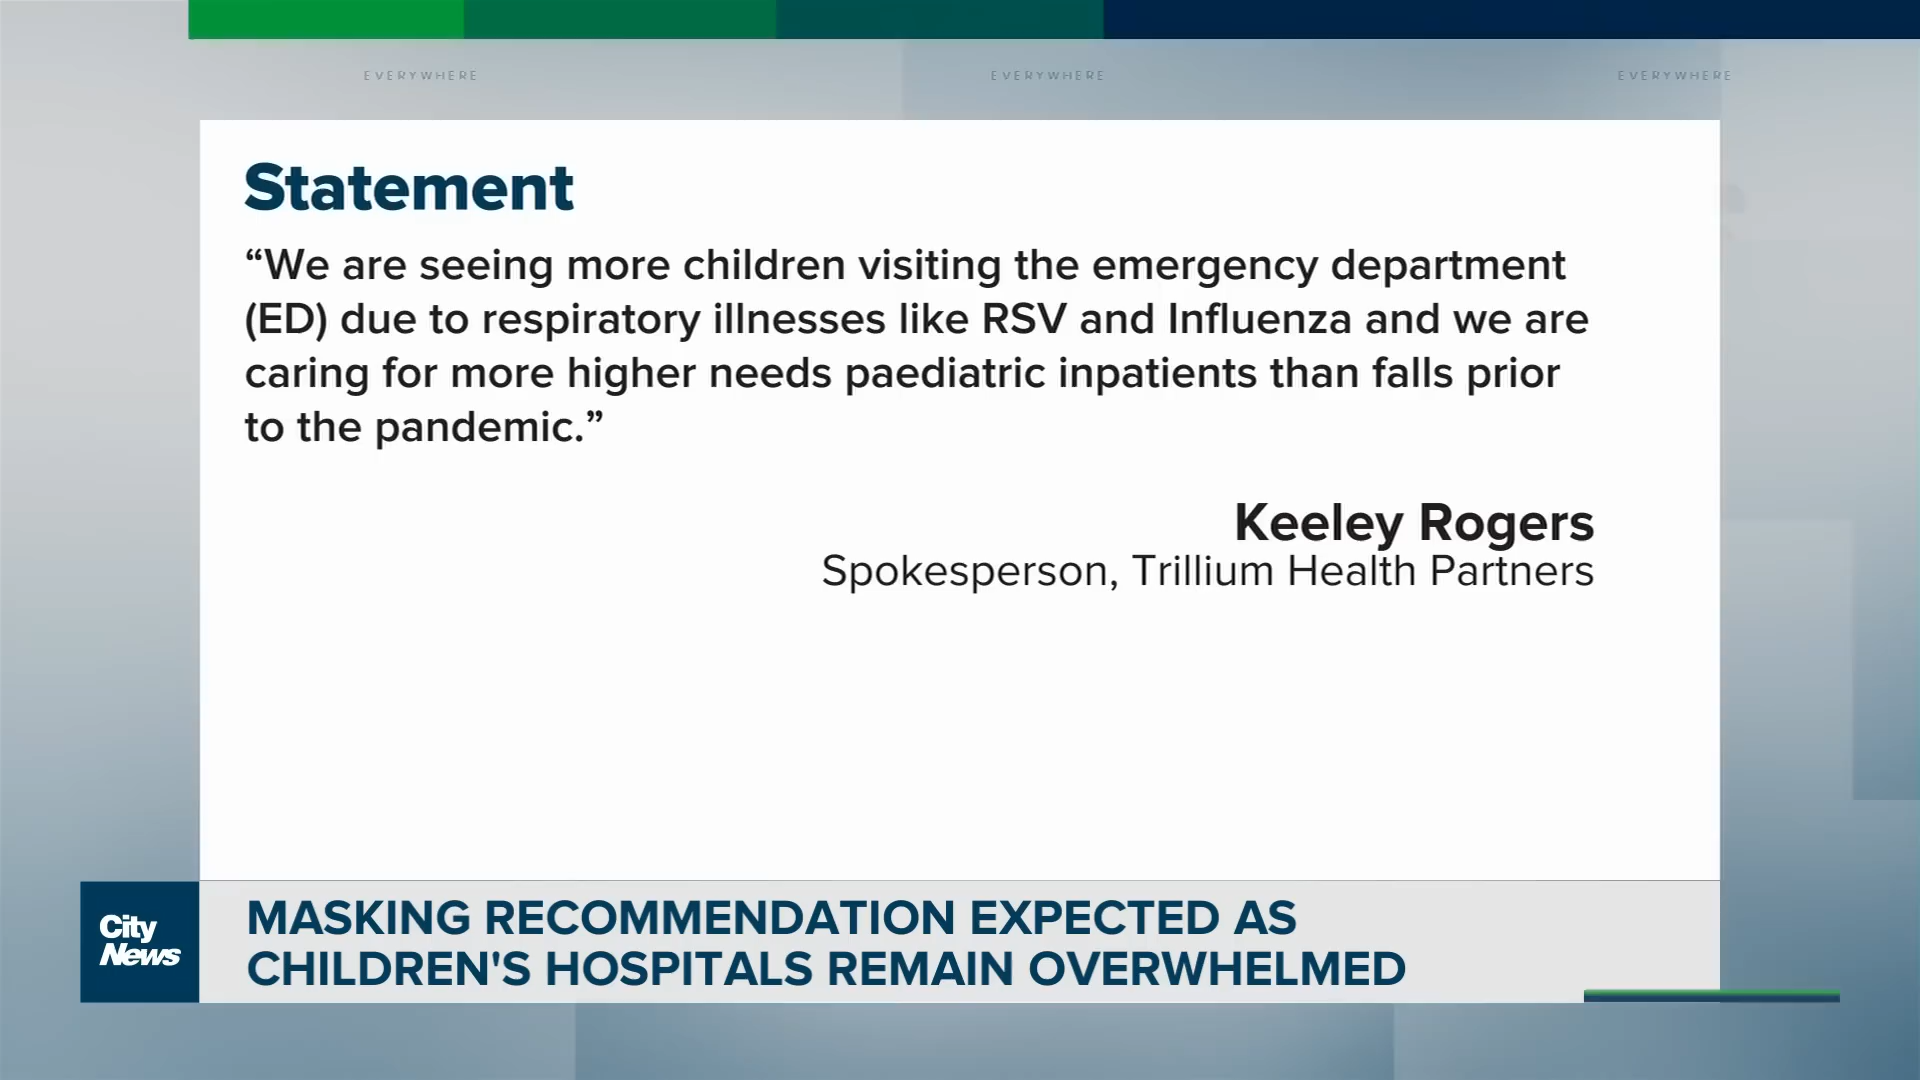 EVERYWHERE EVERYWHERE EVERYWHERE
Statement
“We are seeing more children visiting the emergency department
(ED) due to respiratory illnesses like RSV and Influenza and we are
caring for more higher needs paediatric inpatients than falls prior
to the pandemic.”
Keeley Rogers
Spokesperson, Trillium Health Partners
City
News
MASKING RECOMMENDATION EXPECTED AS
CHILDREN'S HOSPITALS REMAIN OVERWHELMED